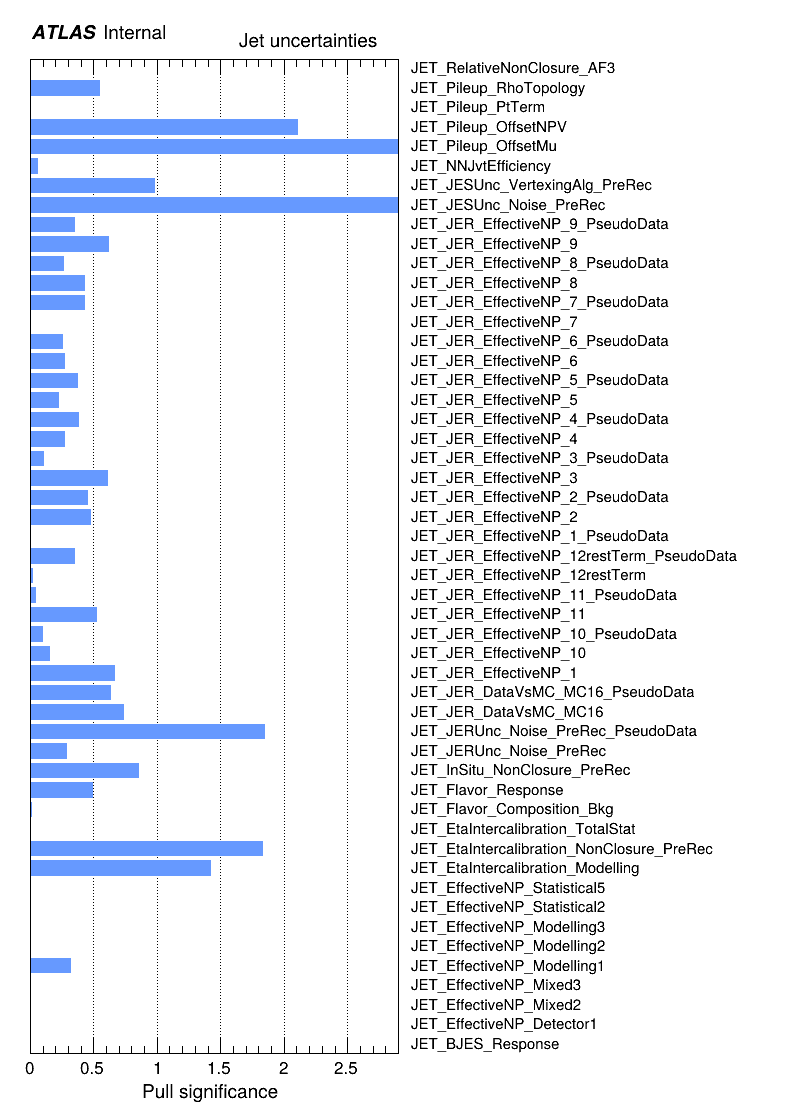 ATLAS Internal
Jet uncertainties
JET_RelativeNonClosure_AF3
JET_Pileup_RhoTopology
JET_Pileup_PtTerm
JET_Pileup_OffsetNPV
JET_Pileup_OffsetMu
JET_NNJvtEfficiency
JET_JESUnc_VertexingAlg_PreRec
JET_JESUnc_Noise_PreRec
JET_JER_EffectiveNP_9_PseudoData
JET_JER_EffectiveNP_9
JET_JER_EffectiveNP_8_PseudoData
JET_JER_EffectiveNP_8
JET_JER_EffectiveNP_7_PseudoData
JET_JER_EffectiveNP_7
JET_JER_EffectiveNP_6_PseudoData
JET_JER_EffectiveNP_6
JET_JER_EffectiveNP_5_PseudoData
JET_JER_EffectiveNP_5
JET_JER_EffectiveNP_4_PseudoData
JET_JER_EffectiveNP_4
JET_JER_EffectiveNP_3_PseudoData
JET_JER_EffectiveNP_3
JET_JER_EffectiveNP_2_PseudoData
JET_JER_EffectiveNP_2
JET_JER_EffectiveNP_1_PseudoData
JET_JER_EffectiveNP_12restTerm_PseudoData
JET_JER_EffectiveNP_12restTerm
JET_JER_EffectiveNP_11_PseudoData
JET_JER_EffectiveNP_11
JET_JER_EffectiveNP_10_PseudoData
JET_JER_EffectiveNP_10
JET_JER_EffectiveNP_1
JET_JER_DataVsMC_MC16_PseudoData
JET_JER_DataVsMC_MC16
JET_JERUnc_Noise_PreRec_PseudoData
JET_JERUnc_Noise_PreRec
JET_InSitu_NonClosure_PreRec
JET_Flavor_Response
JET_Flavor_Composition_Bkg
JET_EtaIntercalibration_TotalStat
JET_EtaIntercalibration_NonClosure_PreRec
JET_EtaIntercalibration_Modelling
JET_EffectiveNP_Statistical5
JET_EffectiveNP_Statistical2
JET_EffectiveNP_Modelling3
JET_EffectiveNP_Modelling2
JET_EffectiveNP_Modelling1
JET_EffectiveNP_Mixed3
JET_EffectiveNP_Mixed2
JET_EffectiveNP_Detector1
JET_BJES_Response
0 0.5 1 1.5 2 2.5
Pull significance